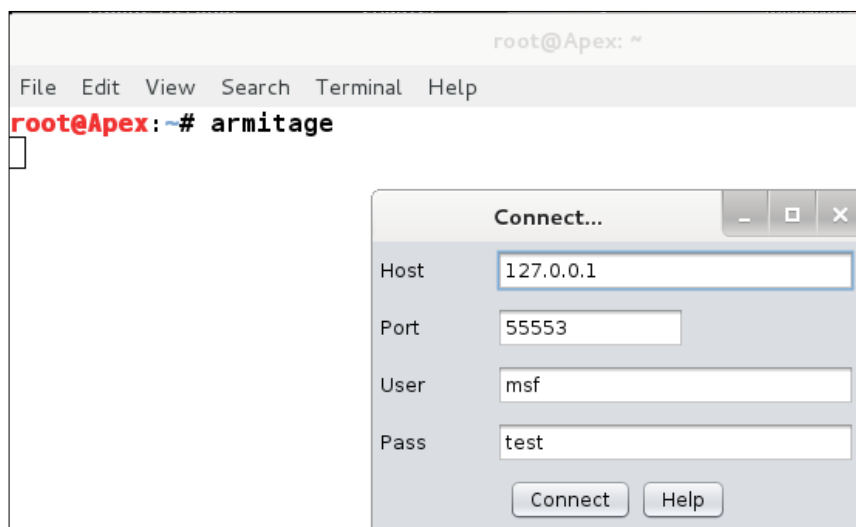 root@Apex: ~
File Edit View Search Terminal Help
root@Apex:~# armitage
Connect...
Host 127.0.0.1
Port 55553
User msf
Pass test
Connect Help